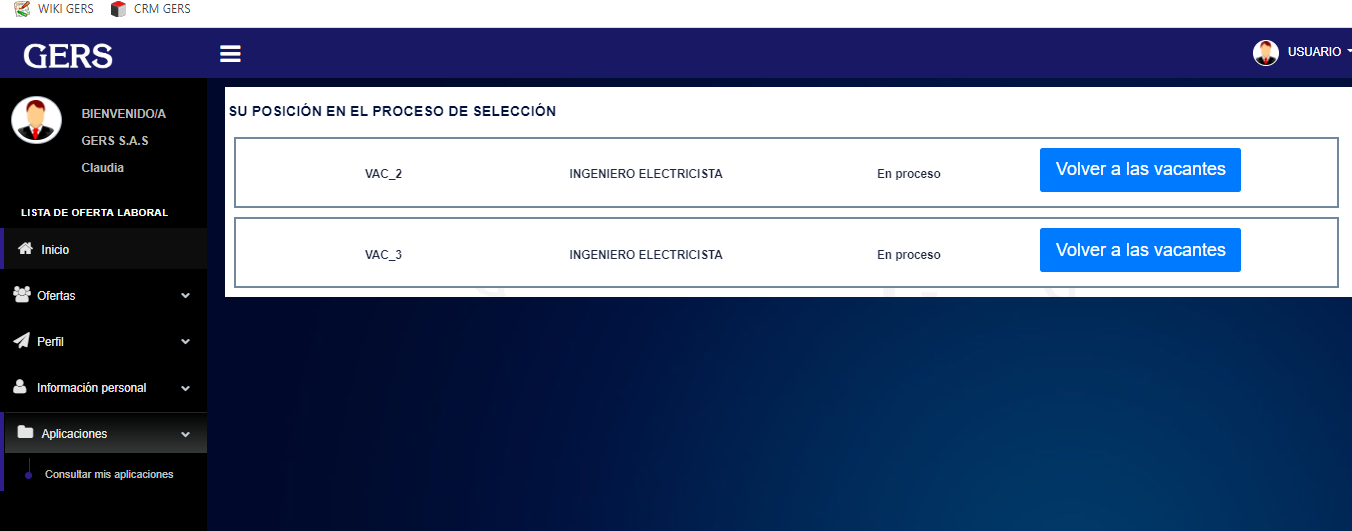 WIKI GERS CRM GERS
GERS USUARIO
BIENVENIDO/A
GERS S.A.S
Claudia
LISTA DE OFERTA LABORAL
Inicio
Ofertas
Perfil
Información personal
Aplicaciones
Consultar mis aplicaciones
SU POSICIÓN EN EL PROCESO DE SELECCIÓN
VAC_2 INGENIERO ELECTRICISTA En proceso Volver a las vacantes
VAC_3 INGENIERO ELECTRICISTA En proceso Volver a las vacantes